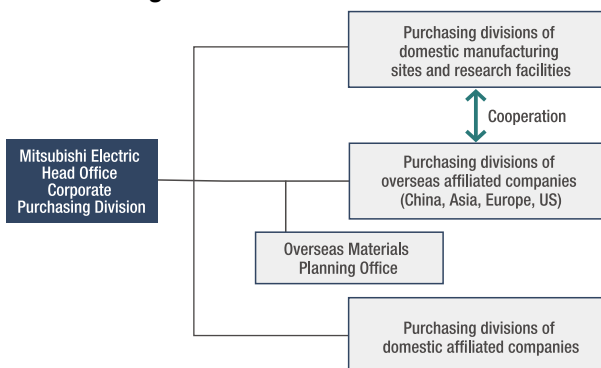 Purchasing divisions of
domestic manufacturing
sites and research facilities
Cooperation
Mitsubishi Electric
Head Office
Corporate
Purchasing Division
Purchasing divisions of
overseas affiliated companies
(China, Asia, Europe, US)
Overseas Materials
Planning Office
Purchasing divisions of
domestic affiliated companies